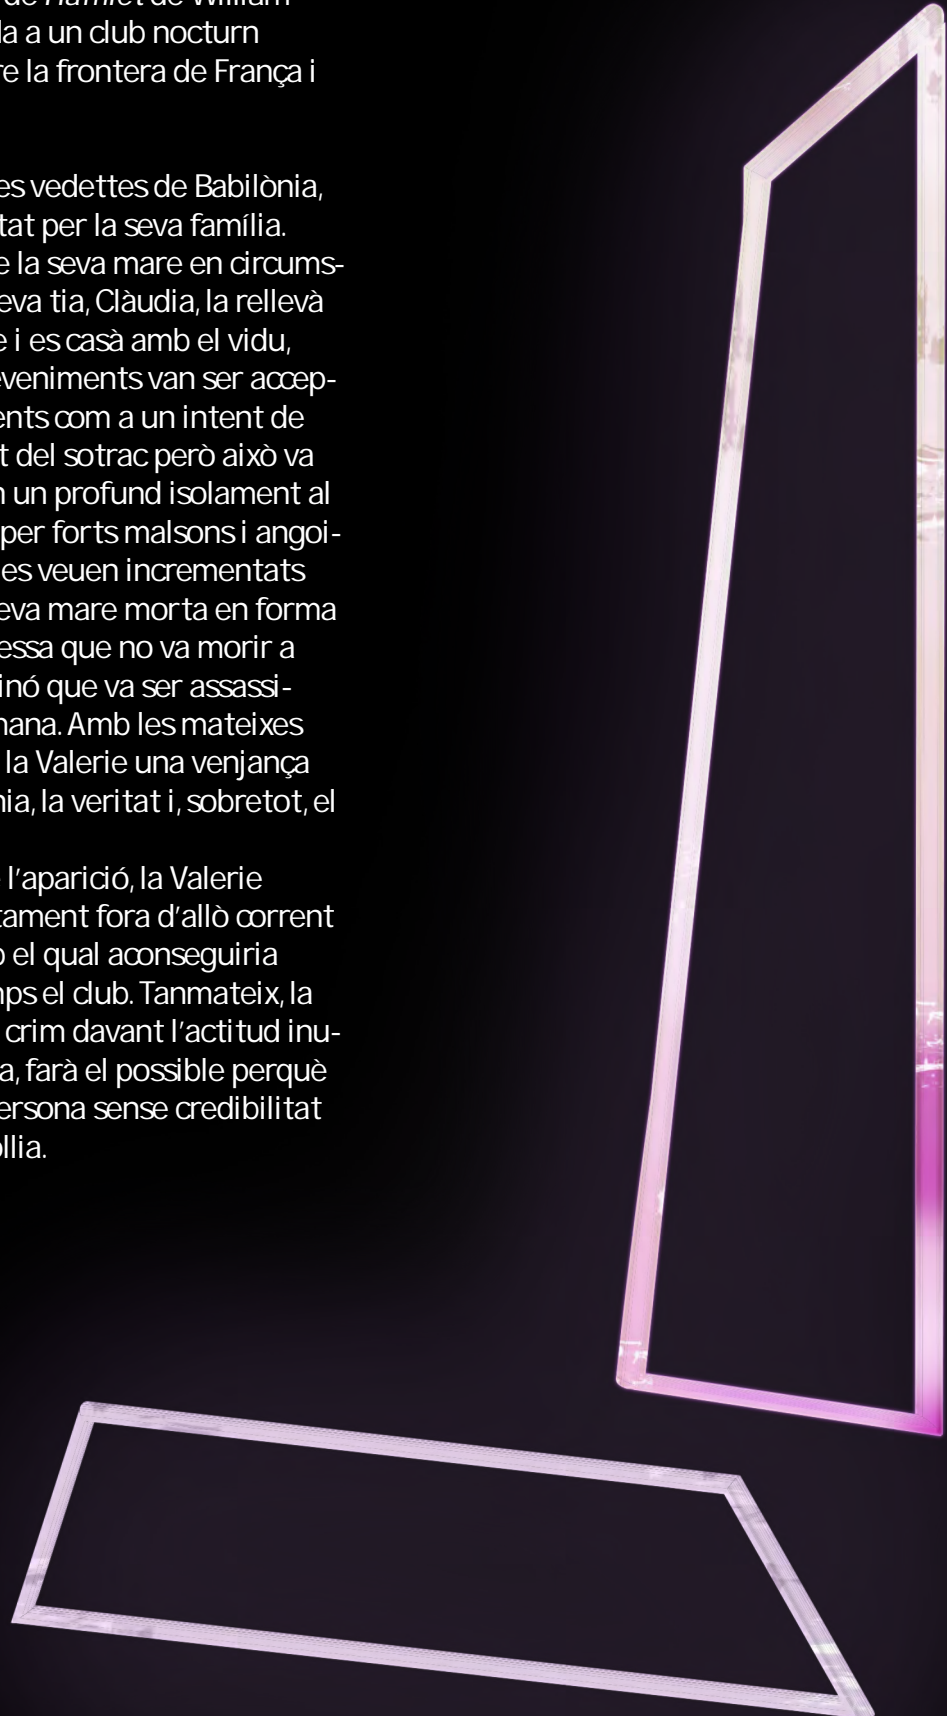 de Hamlet de William
da a un club nocturn
re la frontera de França i
es vedettes de Babilònia,
tat per la seva família.
e la seva mare en circums-
eva tia, Clàudia, la rellevà
e i es casà amb el vidu,
eveniments van ser accep-
ents com a un intent de
t del sotrac però això va
n un profund isolament al
per forts malsons i angoi-
es veuen incrementats
eva mare morta en forma
essa que no va morir a
inó que va ser assassi-
mana. Amb les mateixes
la Valerie una venjança
nia, la veritat i, sobretot, el
l'aparició, la Valerie
tament fora d'allò corrent
b el qual aconseguiria
mps el club. Tanmateix, la
crim davant l'actitud inu-
a, farà el possible perquè
ersona sense credibilitat
ollia.